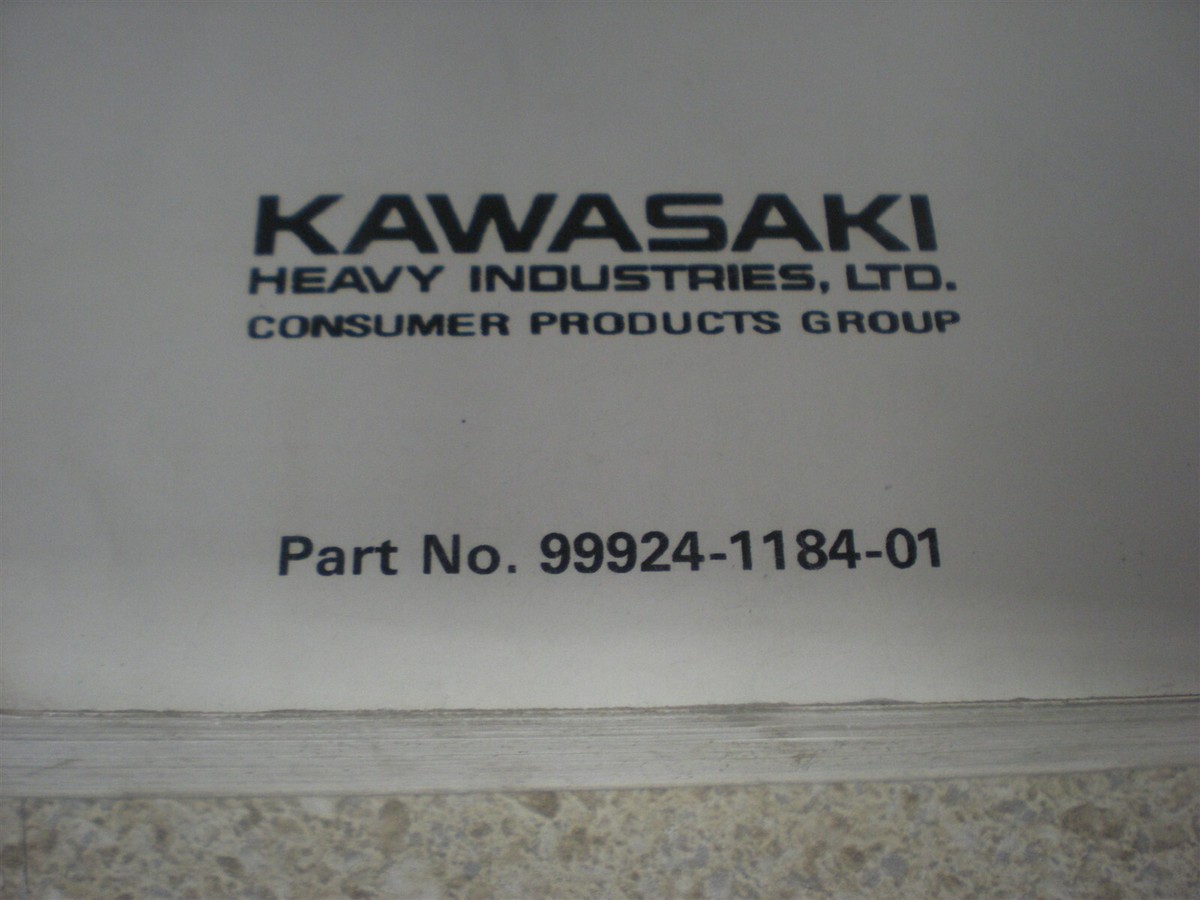 KAWASAKI
HEAVY INDUSTRIES, LTD.
CONSUMER PRODUCTS GROUP
Part No. 99924-1184-01